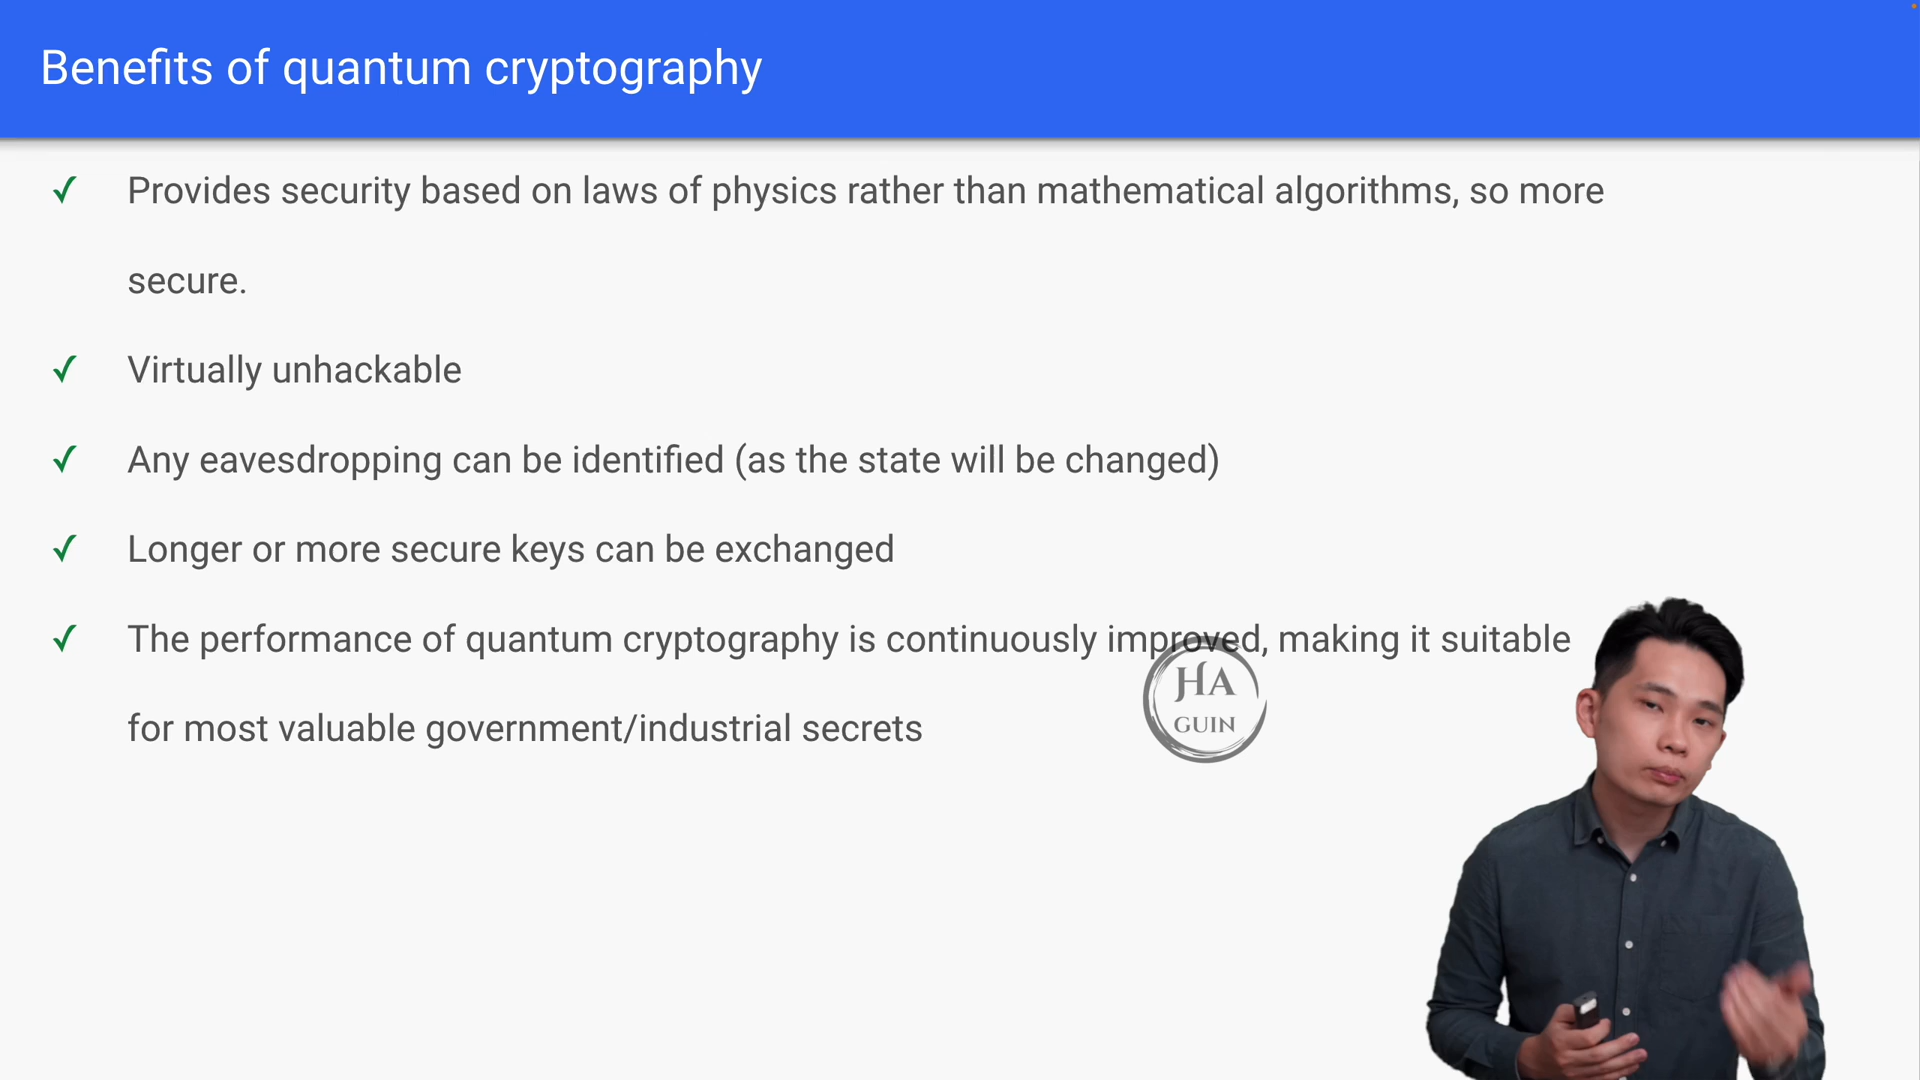 Benefits of quantum cryptography
✓ Provides security based on laws of physics rather than mathematical algorithms, so more
secure.
✓ Virtually unhackable
✓ Any eavesdropping can be identified (as the state will be changed)
✓ Longer or more secure keys can be exchanged
✓ The performance of quantum cryptography is continuously improved, making it suitable
for most valuable government/industrial secrets
HA
GUIN